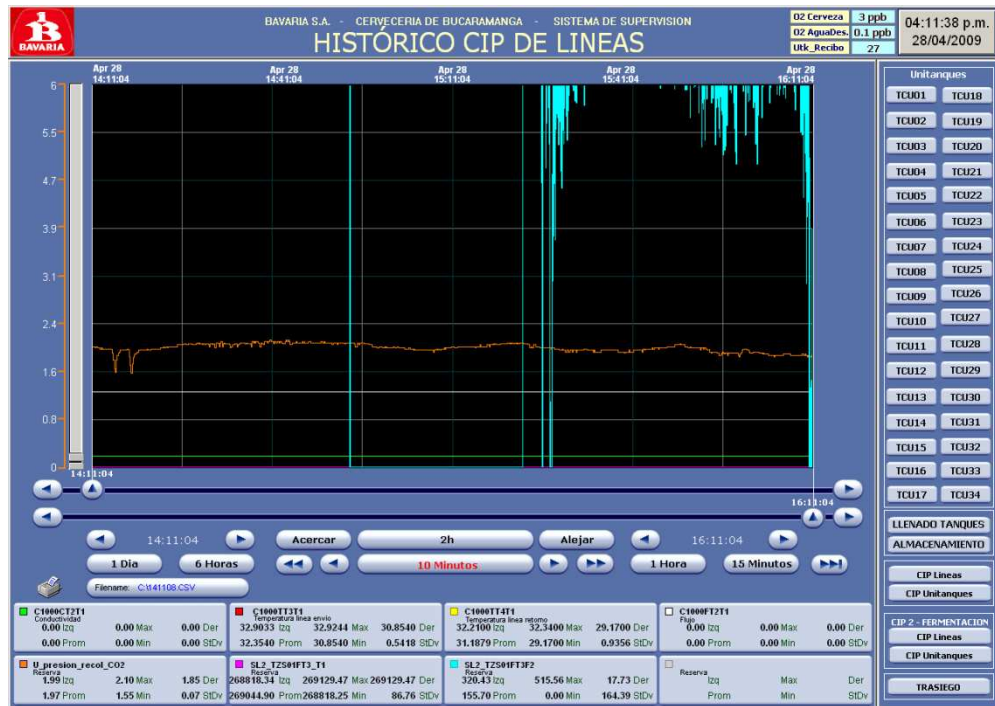 BAVARIA
BAVARIA S.A. - CERVECERIA DE BUCARAMANGA - SISTEMA DE SUPERVISION
HISTÓRICO CIP DE LINEAS
O2 Cerveza 3 ppb
O2 AguaDes. 0.1 ppb
Utk_Recibo 27
04:11:38 p.m.
28/04/2009
Apr 28 Apr 28 Apr 28 Apr 28 Apr 28
14:11:04 14:41:04 15:11:04 15:41:04 16:11:04
6
5.5
4.7
3.9
3.1
2.4
1.6
0.8
0
14:11:04
16:11:04
14:11:04 Acercar 2h Alejar 16:11:04
1 Dia 6 Horas 10 Minutos 1 Hora 15 Minutos
Filename: C:\141108.CSV
C1000CT2T1
Conductividad
0.00 Izq 0.00 Max 0.00 Der
0.00 Prom 0.00 Min 0.00 StDv
C1000TT3T1
Temperatura linea envio
32.9033 Izq 32.9244 Max 30.8540 Der
32.3540 Prom 30.8540 Min 0.5418 StDv
C1000TT4T1
Temperatura linea retorno
32.2100 Izq 32.3400 Max 29.1700 Der
31.1879 Prom 29.1700 Min 0.9356 StDv
C1000FT2T1
Flujo
0.00 Izq 0.00 Max 0.00 Der
0.00 Prom 0.00 Min 0.00 StDv
U_presion_recol_CO2
Reserva
1.99 Izq 2.10 Max 1.85 Der
1.97 Prom 1.55 Min 0.07 StDv
SL2_TZS01FT3_T1
Reserva
268818.34 Izq 269129.47 Max 269129.47 Der
269044.90 Prom 268818.25 Min 86.76 StDv
SL2_TZS01FT3F2
Reserva
320.43 Izq 515.56 Max 17.73 Der
155.70 Prom 0.00 Min 164.39 StDv
Reserva
Izq Max Der
Prom Min StDv
Unitanques
TCU01 TCU18
TCU02 TCU19
TCU03 TCU20
TCU04 TCU21
TCU05 TCU22
TCU06 TCU23
TCU07 TCU24
TCU08 TCU25
TCU09 TCU26
TCU10 TCU27
TCU11 TCU28
TCU12 TCU29
TCU13 TCU30
TCU14 TCU31
TCU15 TCU32
TCU16 TCU33
TCU17 TCU34
LLENADO TANQUES
ALMACENAMIENTO
CIP Lineas
CIP Unitanques
CIP 2 - FERMENTACION
CIP Lineas
CIP Unitanques
TRASIEGO